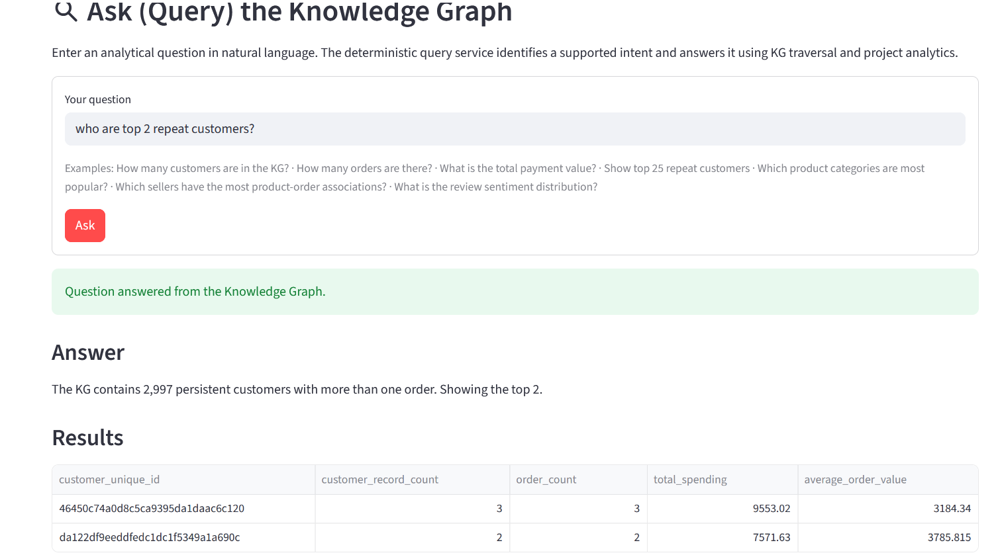 Ask (Query) the Knowledge Graph
Enter an analytical question in natural language. The deterministic query service identifies a supported intent and answers it using KG traversal and project analytics.
Your question
who are top 2 repeat customers?
Examples: How many customers are in the KG? · How many orders are there? · What is the total payment value? · Show top 25 repeat customers · Which product categories are most
popular? · Which sellers have the most product-order associations? · What is the review sentiment distribution?
Ask
Question answered from the Knowledge Graph.
Answer
The KG contains 2,997 persistent customers with more than one order. Showing the top 2.
Results
customer_unique_id customer_record_count order_count total_spending average_order_value
46450c74a0d8c5ca9395da1daac6c120 3 3 9553.02 3184.34
da122df9eeddfedc1dc1f5349a1a690c 2 2 7571.63 3785.815